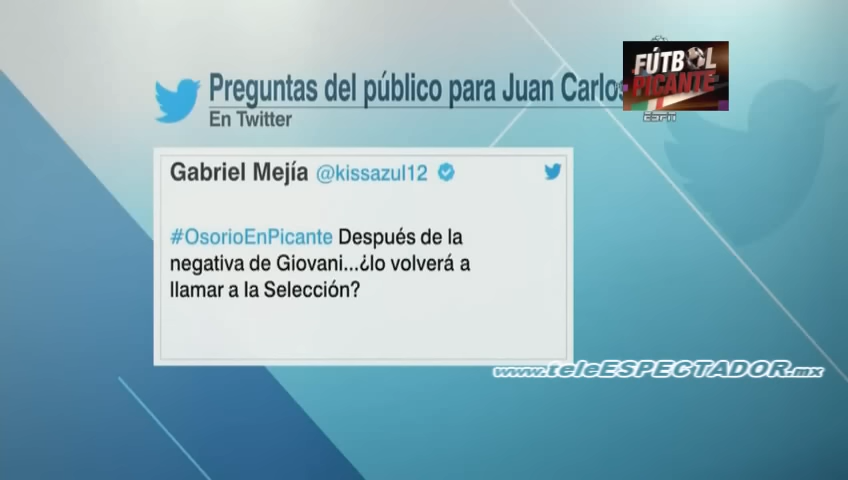 Preguntas del público para Juan Carlos
En Twitter
FÚTBOL
PICANTE
ESPN
Gabriel Mejía @kissazul12
#OsorioEnPicante Después de la
negativa de Giovani...¿lo volverá a
llamar a la Selección?
www.teleESPECTADOR.mx